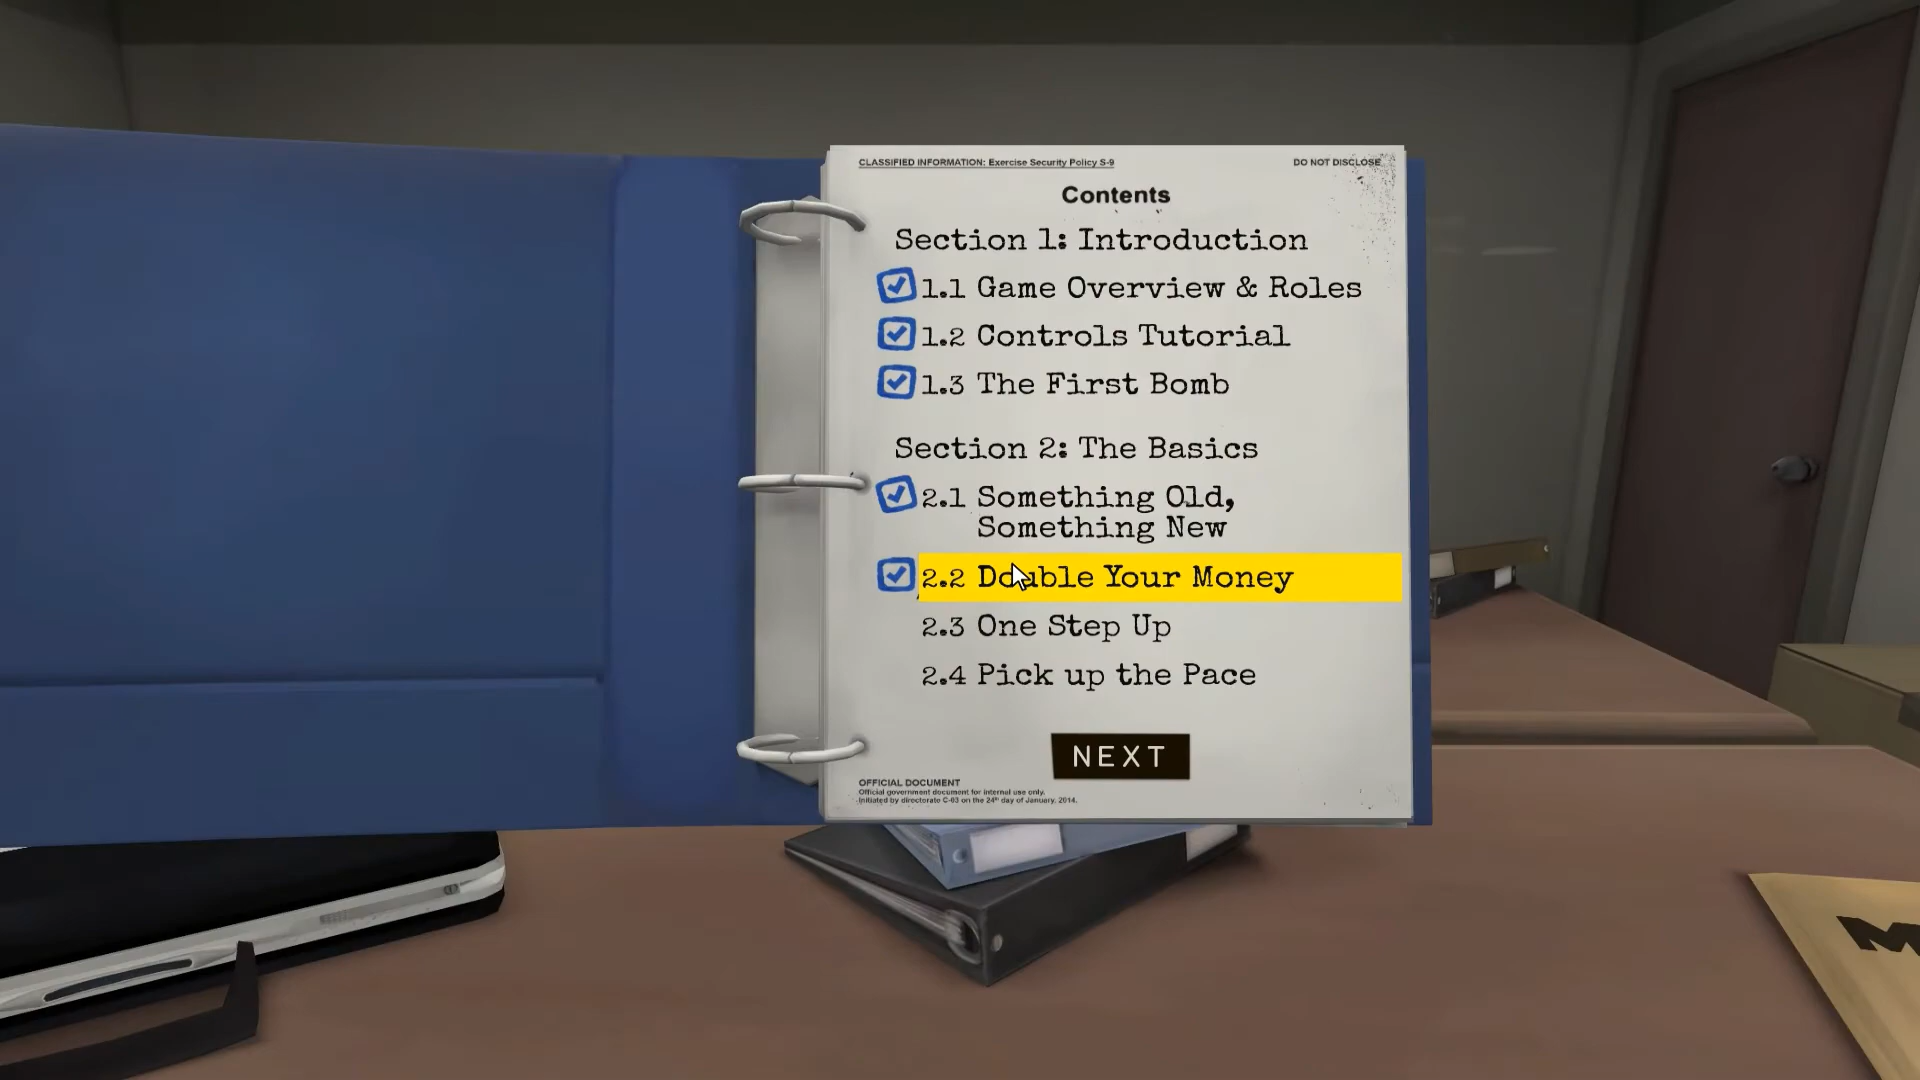 CLASSIFIED INFORMATION: Exercise Security Policy S-9
DO NOT DISCLOSE
Contents
Section 1: Introduction
1.1 Game Overview & Roles
1.2 Controls Tutorial
1.3 The First Bomb
Section 2: The Basics
2.1 Something Old,
Something New
2.2 Double Your Money
2.3 One Step Up
2.4 Pick up the Pace
NEXT
OFFICIAL DOCUMENT
Official government document for internal use only.
Initiated by directorate C-03 on the 24th day of January, 2014.